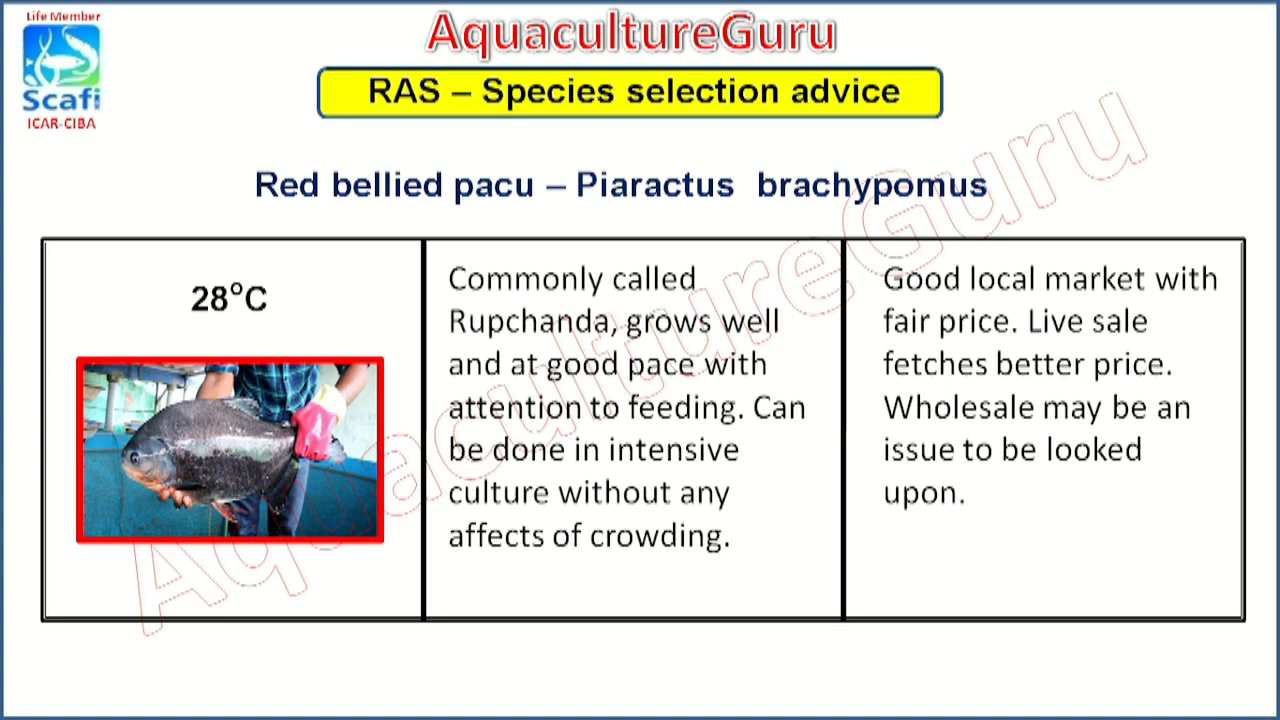 Life Member
Scafi
ICAR-CIBA
AquacultureGuru
RAS – Species selection advice
Red bellied pacu – Piaractus brachypomus
28°C
Commonly called
Rupchanda, grows well
and at good pace with
attention to feeding. Can
be done in intensive
culture without any
affects of crowding.
Good local market with
fair price. Live sale
fetches better price.
Wholesale may be an
issue to be looked
upon.
AquacultureGuru